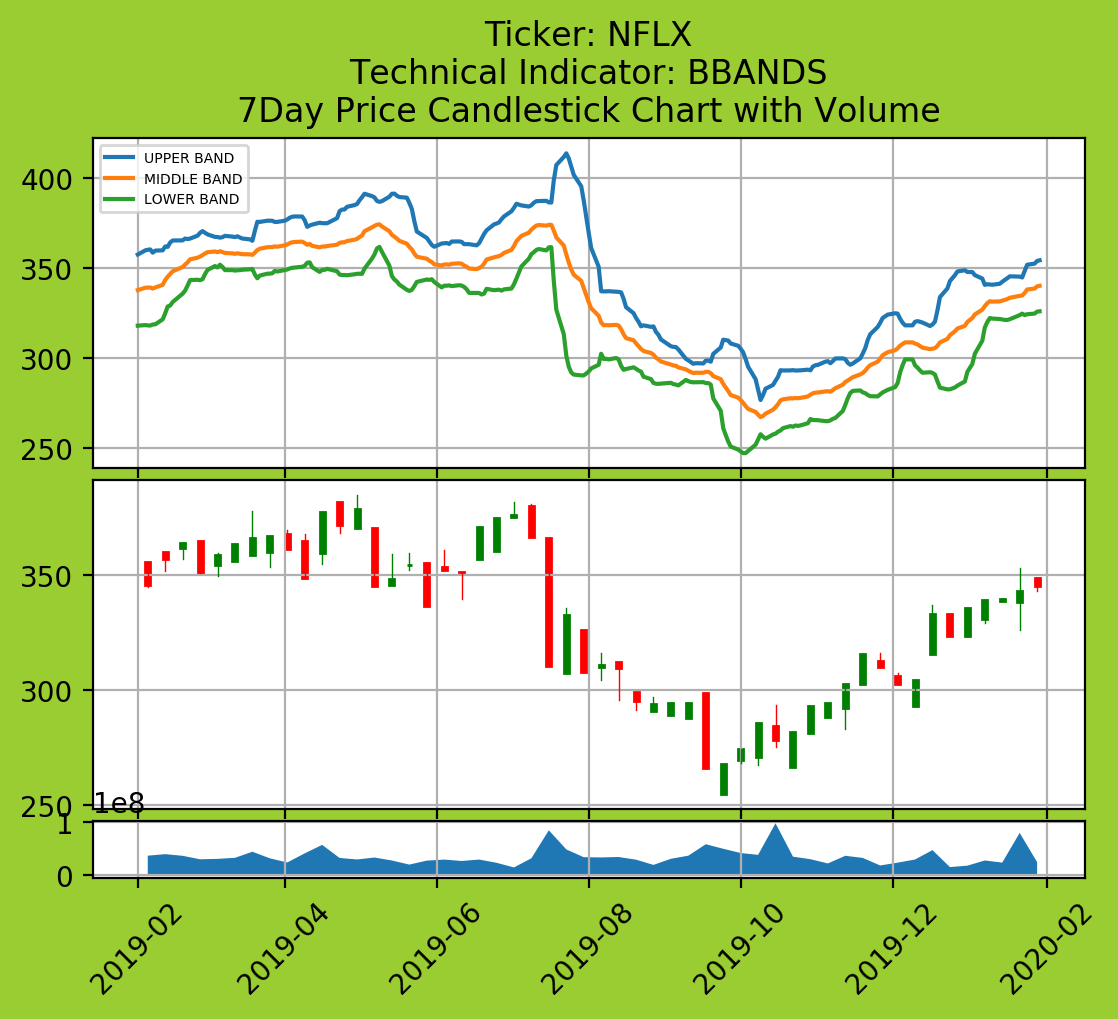 Ticker: NFLX
Technical Indicator: BBANDS
7Day Price Candlestick Chart with Volume
UPPER BAND
MIDDLE BAND
LOWER BAND
400
350
300
250
350
300
250
1e8
1
0
2019-02
2019-04
2019-06
2019-08
2019-10
2019-12
2020-02